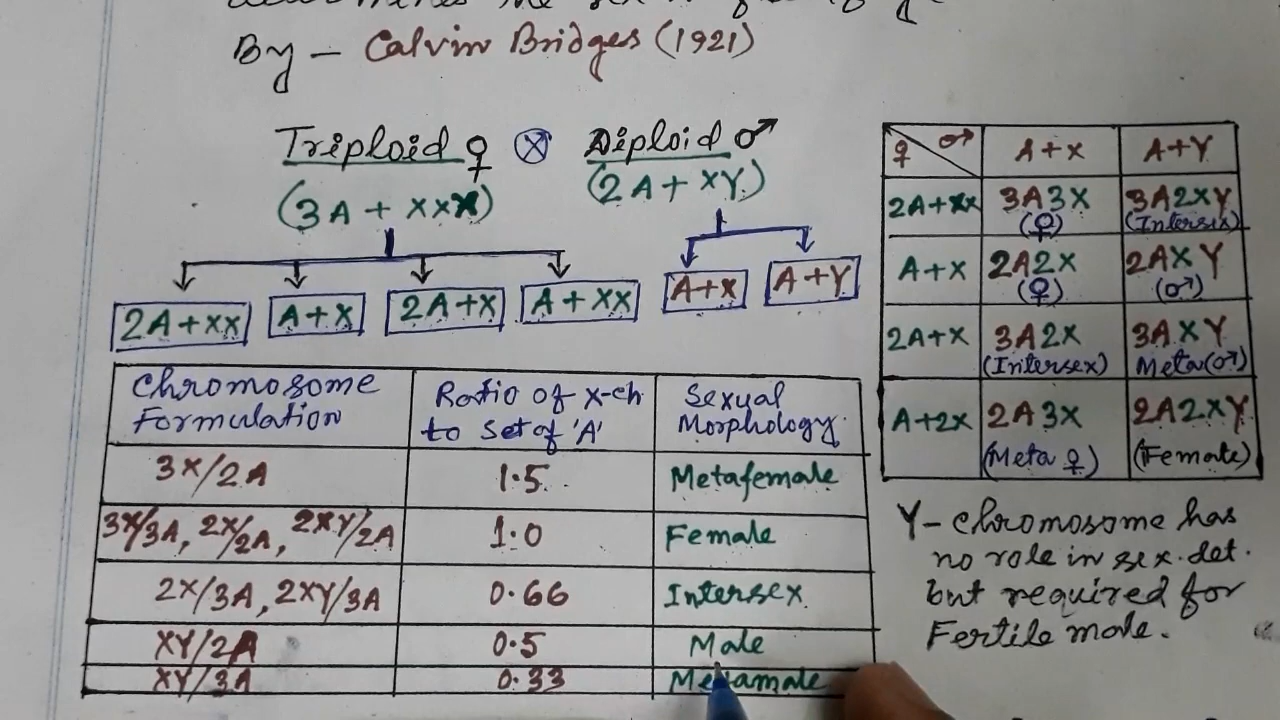 By - Calvin Bridges (1921)
Triploid ♀ ⊗ Diploid ♂
(3A + XXX) (2A + XY)
2A+XX A+X 2A+X A+XX A+X A+Y
Chromosome Formulation Ratio of X-ch to Set of 'A' Sexual Morphology
3X/2A 1.5 Metafemale
3X/3A, 2X/2A, 2XY/2A 1.0 Female
2X/3A, 2XY/3A 0.66 Intersex
XY/2A 0.5 Male
XY/3A 0.33 Metamale
♀ ♂ A+X A+Y
2A+XX 3A3X (♀) 3A2XY (Intersex)
A+X 2A2X (♀) 2AXY (♂)
2A+X 3A2X (Intersex) 3AXY Meta(♂)
A+2X 2A3X (Meta ♀) 2A2XY (Female)
Y-chromosome has
no role in sex.det.
but required for
Fertile male.